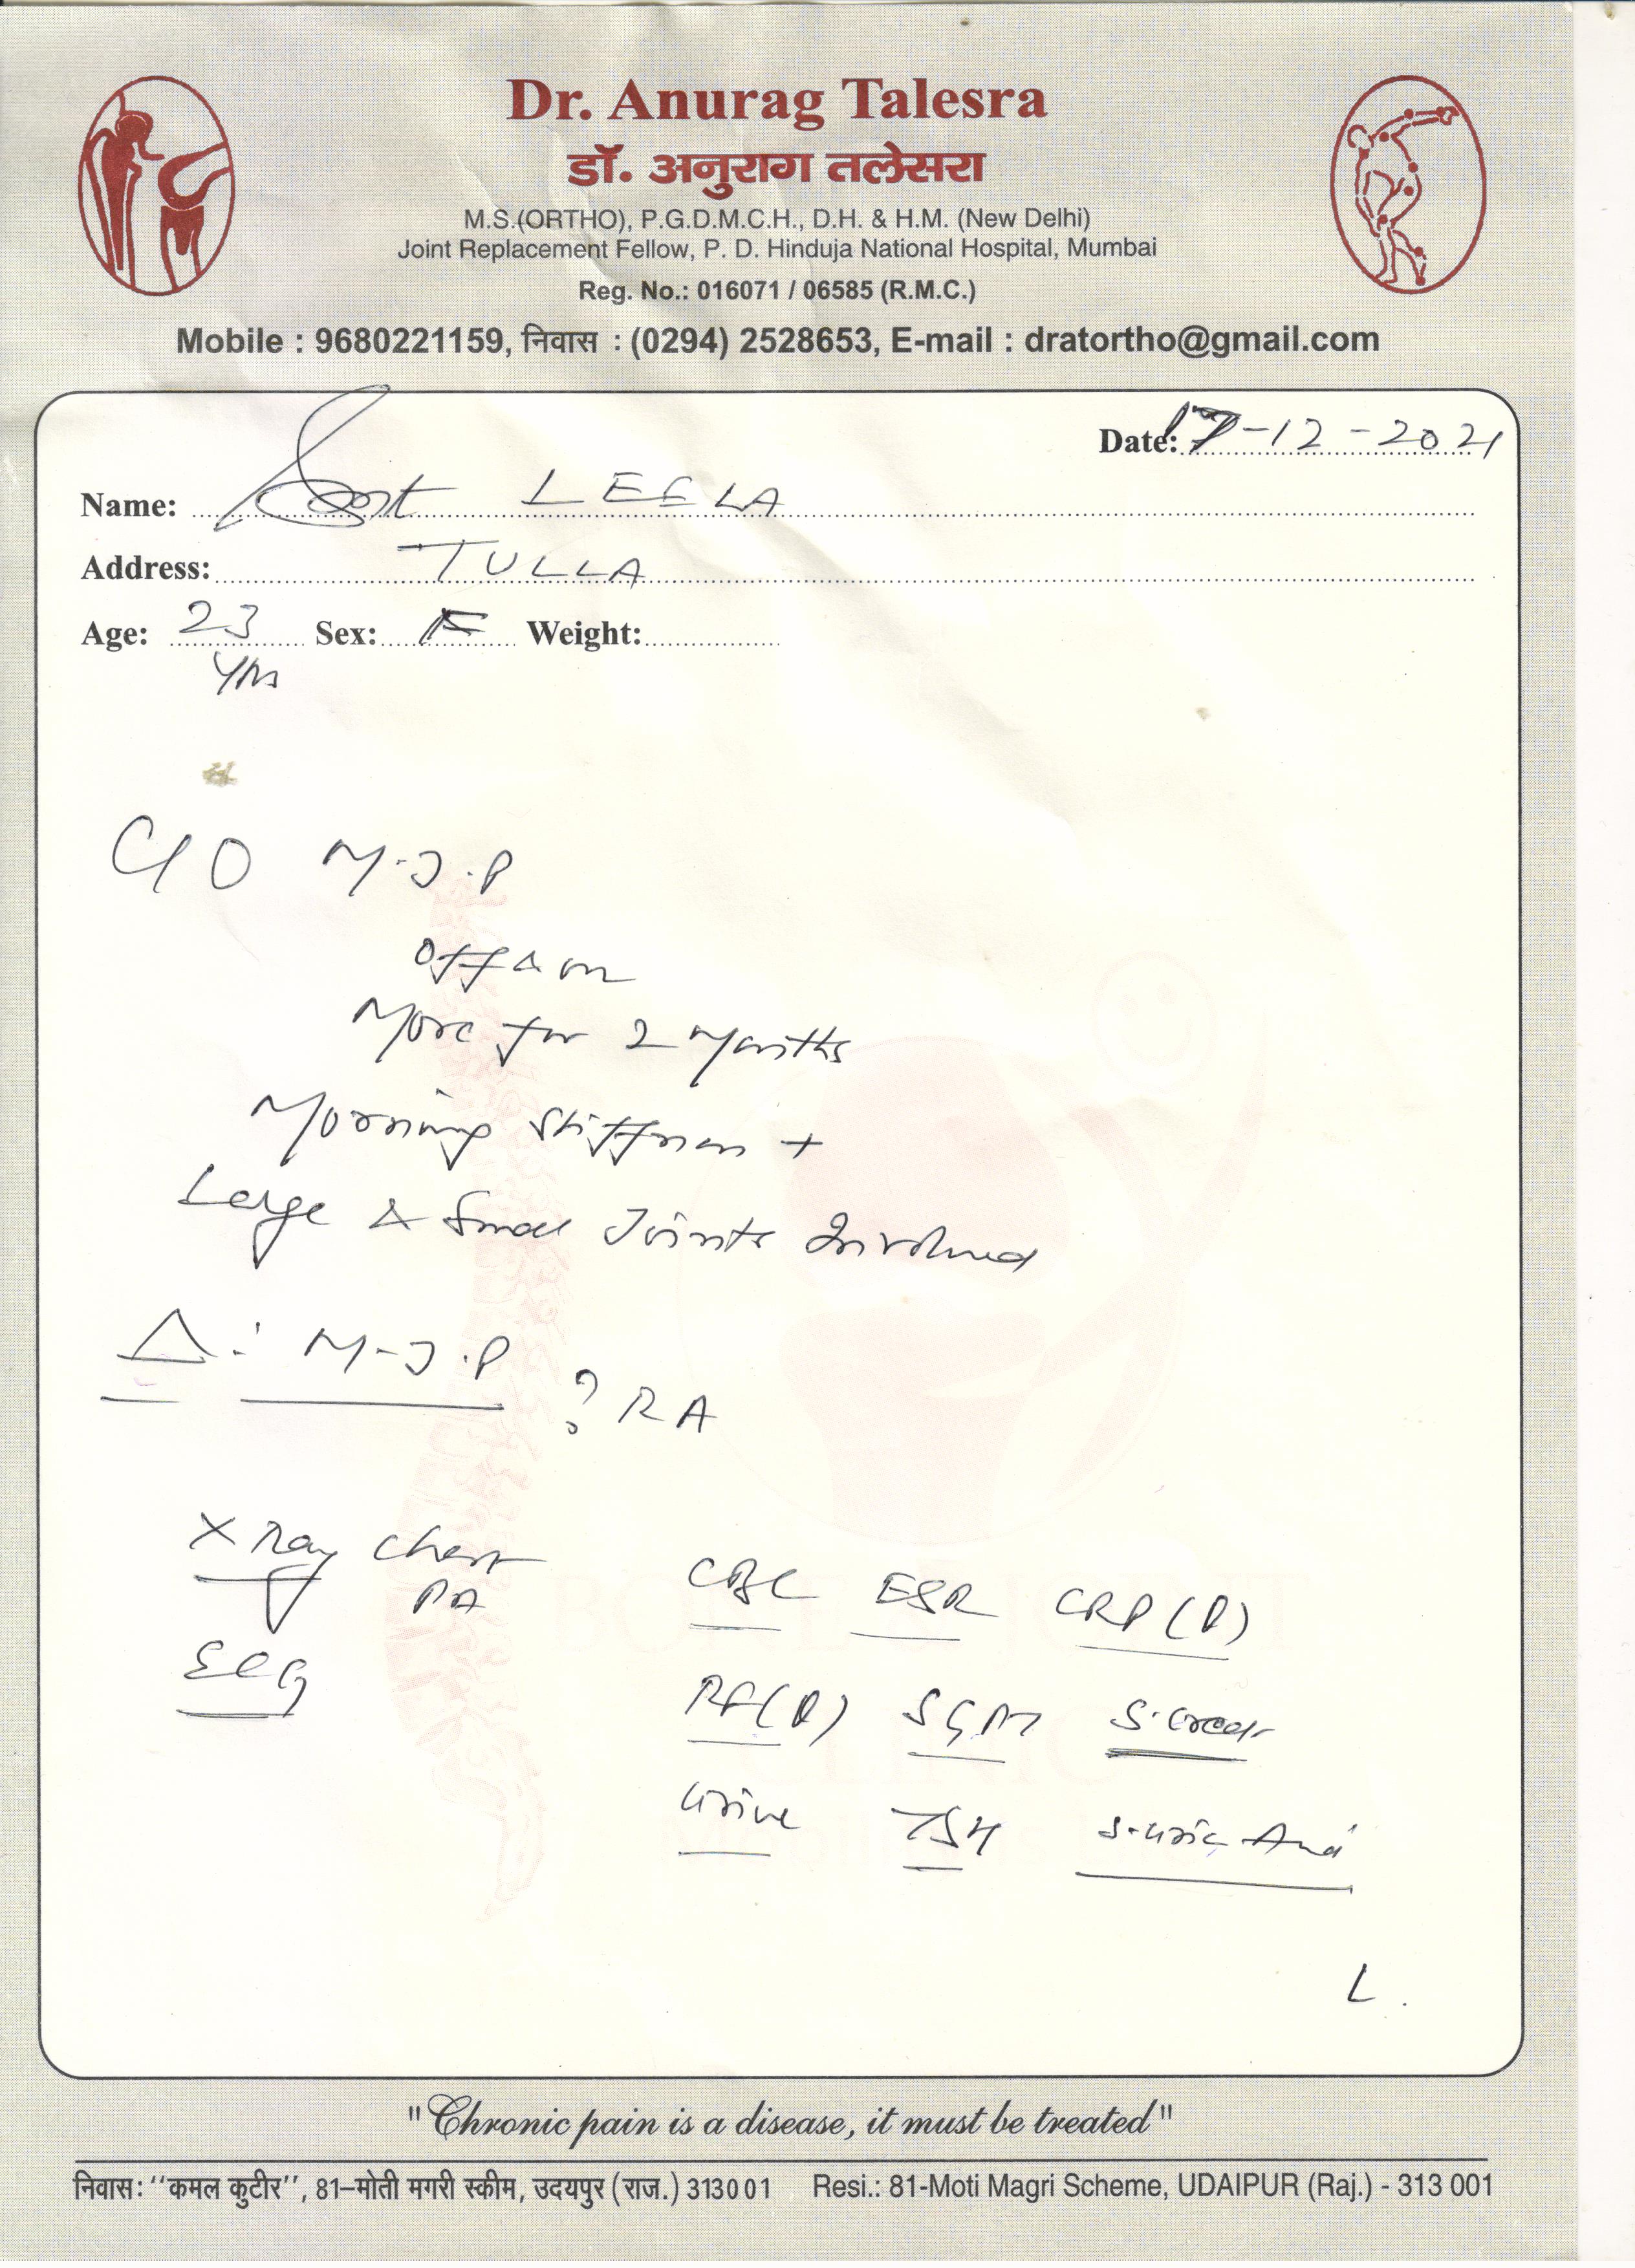 Dr. Anurag Talesra
डॉ. अनुराग तलेसरा
M.S.(ORTHO), P.G.D.M.C.H., D.H. & H.M. (New Delhi)
Joint Replacement Fellow, P. D. Hinduja National Hospital, Mumbai
Reg. No.: 016071 / 06585 (R.M.C.)
Mobile : 9680221159, निवास : (0294) 2528653, E-mail : dratortho@gmail.com
Date: 17-12-2021
Name: LEELA
Address: TULLA
Age: 23 Sex: F Weight:
Yrs
C/O M.J.P
Off & on
More for 2 Months
Morning Stiffness +
Large & Small Joints Involved
Δ: M.J.P
? RA
X Ray Chest
PA
CBC ESR CRP(Q)
ECG
RF(Q) SGPT S. Creat
Urine TSH S. Uric Acid
"Chronic pain is a disease, it must be treated"
निवास: ''कमल कुटीर'', 81–मोती मगरी स्कीम, उदयपुर (राज.) 313001 Resi.: 81-Moti Magri Scheme, UDAIPUR (Raj.) - 313 001